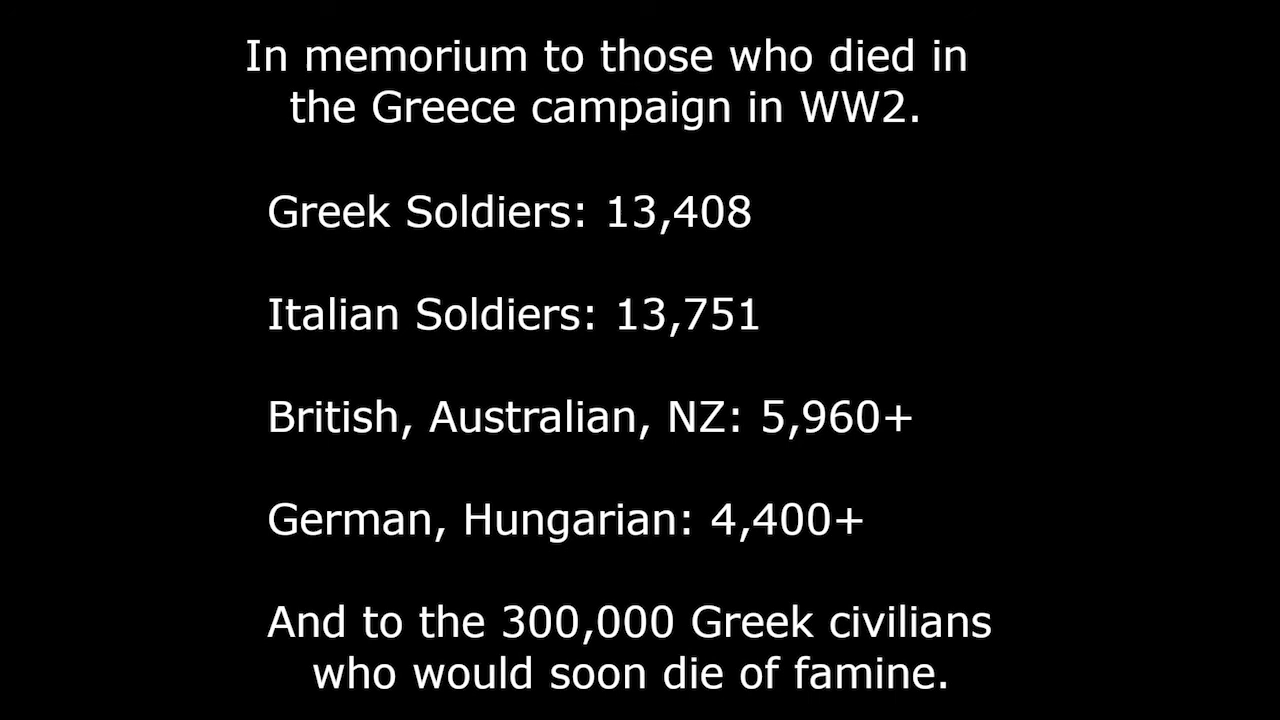 In memorium to those who died in
the Greece campaign in WW2.
Greek Soldiers: 13,408
Italian Soldiers: 13,751
British, Australian, NZ: 5,960+
German, Hungarian: 4,400+
And to the 300,000 Greek civilians
who would soon die of famine.